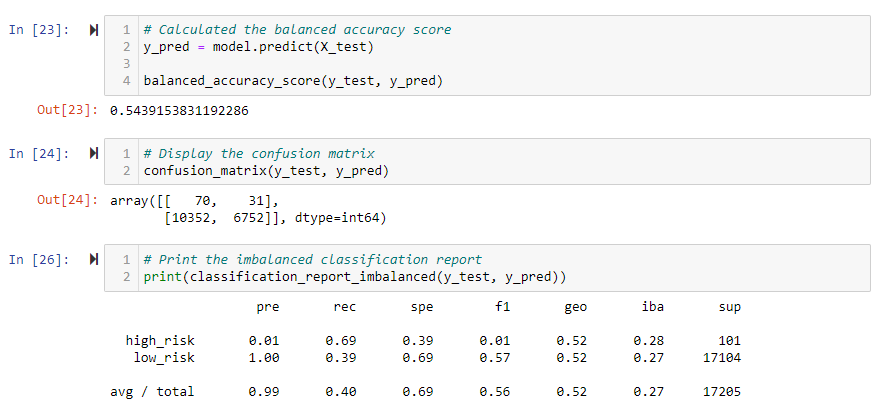 In [23]:
1 # Calculated the balanced accuracy score
2 y_pred = model.predict(X_test)
3
4 balanced_accuracy_score(y_test, y_pred)
Out[23]: 0.5439153831192286
In [24]:
1 # Display the confusion matrix
2 confusion_matrix(y_test, y_pred)
Out[24]: array([[   70,    31],
       [10352,  6752]], dtype=int64)
In [26]:
1 # Print the imbalanced classification report
2 print(classification_report_imbalanced(y_test, y_pred))
pre rec spe f1 geo iba sup
high_risk 0.01 0.69 0.39 0.01 0.52 0.28 101
low_risk 1.00 0.39 0.69 0.57 0.52 0.27 17104
avg / total 0.99 0.40 0.69 0.56 0.52 0.27 17205